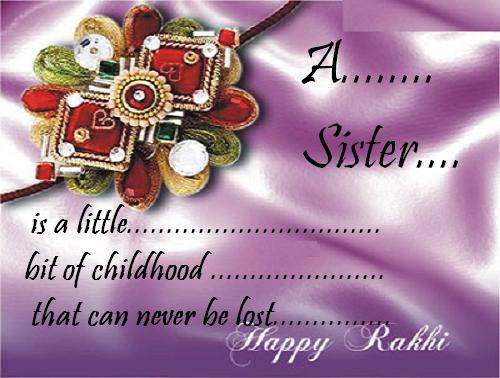 A........
Sister....
is a little...............................
bit of childhood .....................
that can never be lost..............
Happy Rakhi